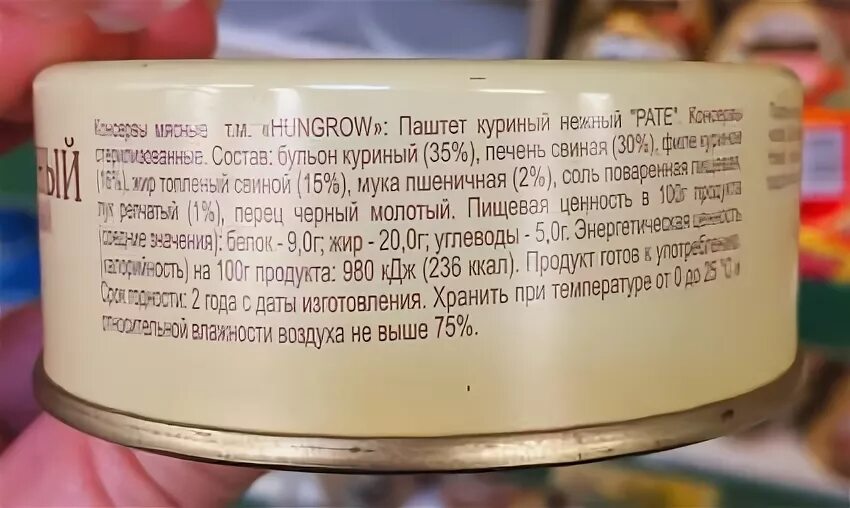 НЫЙ
Консервы мясные т.м. «HUNGROW»: Паштет куриный нежный "PATE". Консервы
стерилизованные. Состав: бульон куриный (35%), печень свиная (30%), филе куриное
(16%), жир топленый свиной (15%), мука пшеничная (2%), соль поваренная пищевая,
лук репчатый (1%), перец черный молотый. Пищевая ценность в 100г продукта
(средние значения): белок - 9,0г; жир - 20,0г; углеводы - 5,0г. Энергетическая ценность
(калорийность) на 100г продукта: 980 кДж (236 ккал). Продукт готов к употреблению.
Срок годности: 2 года с даты изготовления. Хранить при температуре от 0 до 25 °С и
относительной влажности воздуха не выше 75%.